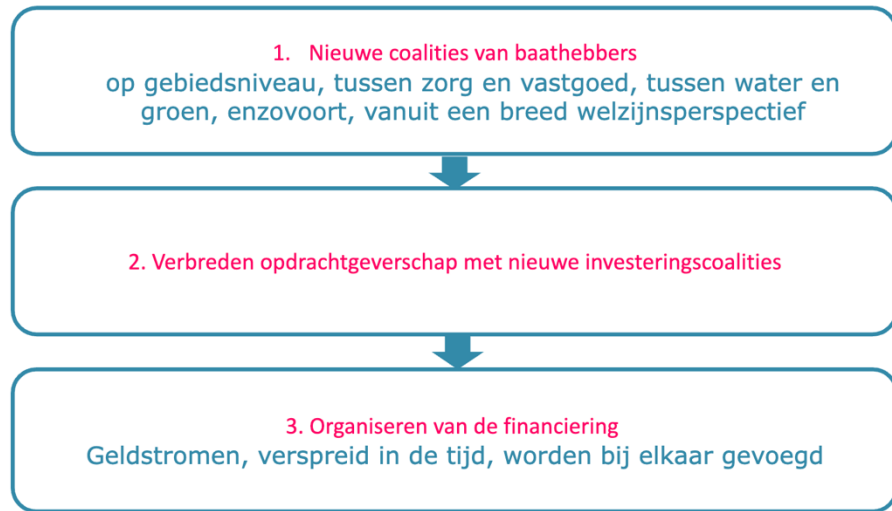 1. Nieuwe coalities van baathebbers
op gebiedsniveau, tussen zorg en vastgoed, tussen water en
groen, enzovoort, vanuit een breed welzijnsperspectief
2. Verbreden opdrachtgeverschap met nieuwe investeringscoalities
3. Organiseren van de financiering
Geldstromen, verspreid in de tijd, worden bij elkaar gevoegd